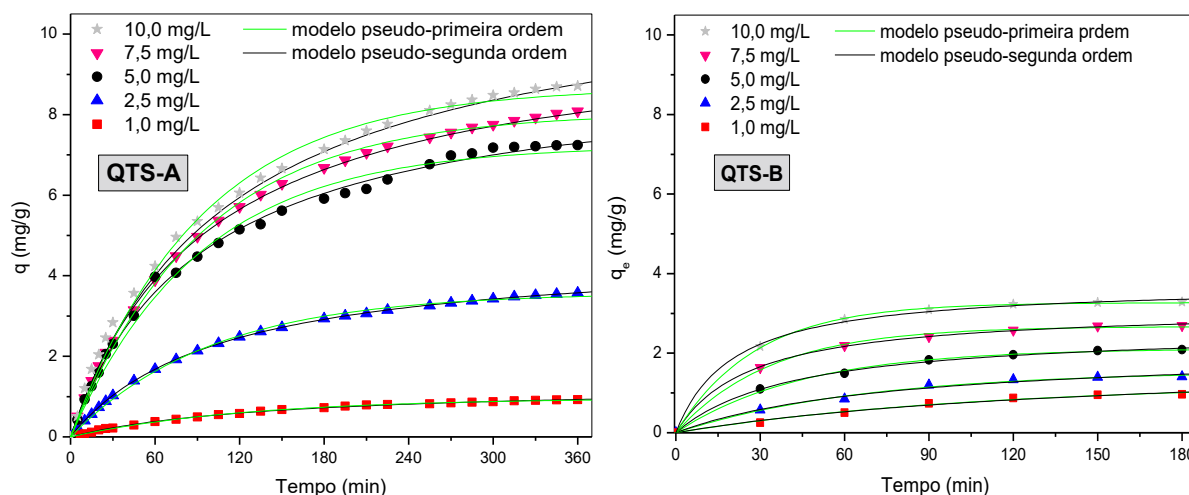 10,0 mg/L
7,5 mg/L
5,0 mg/L
2,5 mg/L
1,0 mg/L
modelo pseudo-primeira ordem
modelo pseudo-segunda ordem
QTS-A
q (mg/g)
10
8
6
4
2
0
0 60 120 180 240 300 360
Tempo (min)
10,0 mg/L
7,5 mg/L
5,0 mg/L
2,5 mg/L
1,0 mg/L
modelo pseudo-primeira prdem
modelo pseudo-segunda ordem
QTS-B
qe (mg/g)
10
8
6
4
2
0
0 30 60 90 120 150 180
Tempo (min)